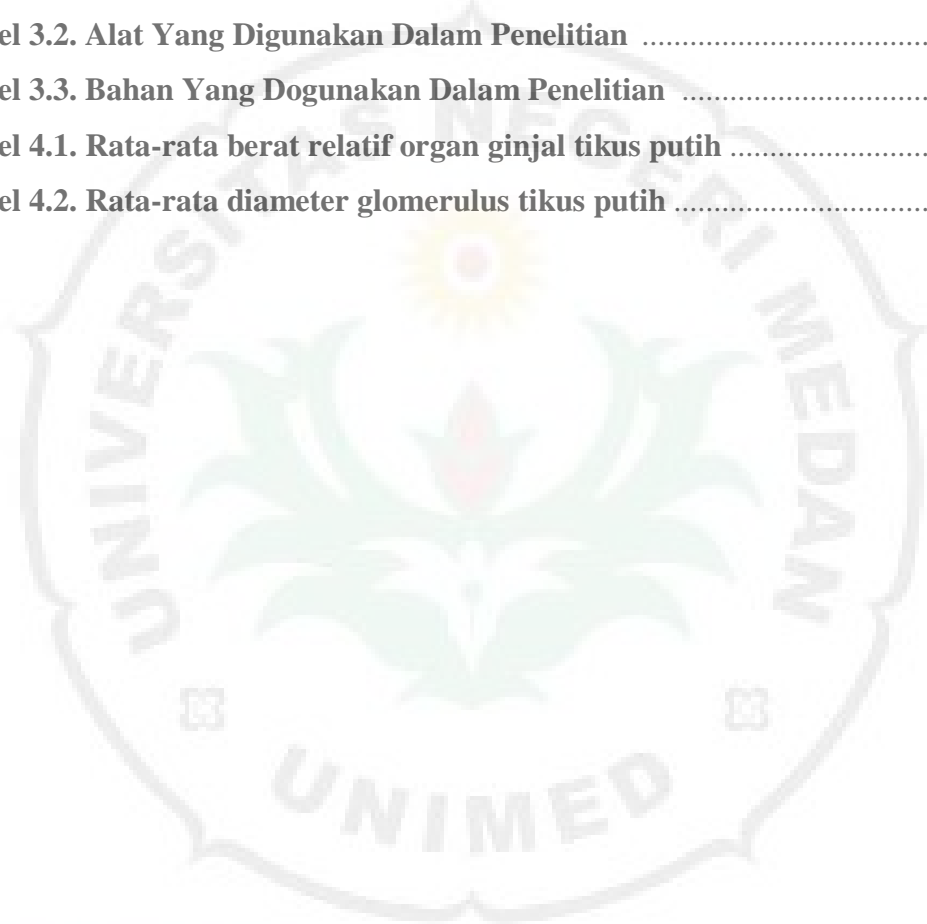 el 3.2. Alat Yang Digunakan Dalam Penelitian ..................................
el 3.3. Bahan Yang Dogunakan Dalam Penelitian ..............................
el 4.1. Rata-rata berat relatif organ ginjal tikus putih .......................
el 4.2. Rata-rata diameter glomerulus tikus putih ..............................
UNIVERSITAS NEGERI MEDAN
UNIMED